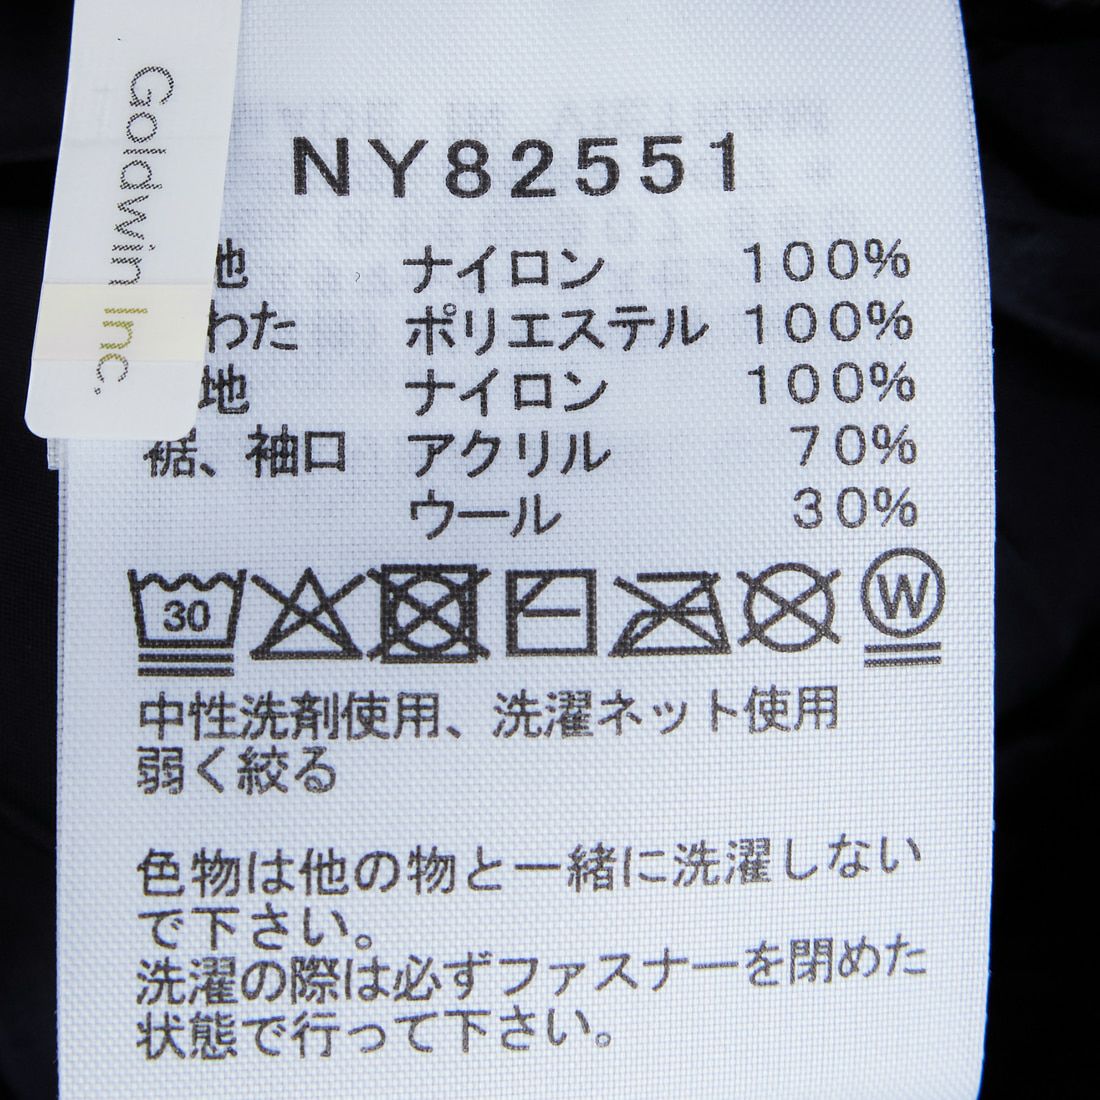 Goldwin Inc.
NY82551
地 ナイロン 100%
わた ポリエステル 100%
地 ナイロン 100%
裾、袖口 アクリル 70%
ウール 30%
30
W
中性洗剤使用、洗濯ネット使用
弱く絞る
色物は他の物と一緒に洗濯しない
で下さい。
洗濯の際は必ずファスナーを閉めた
状態で行って下さい。